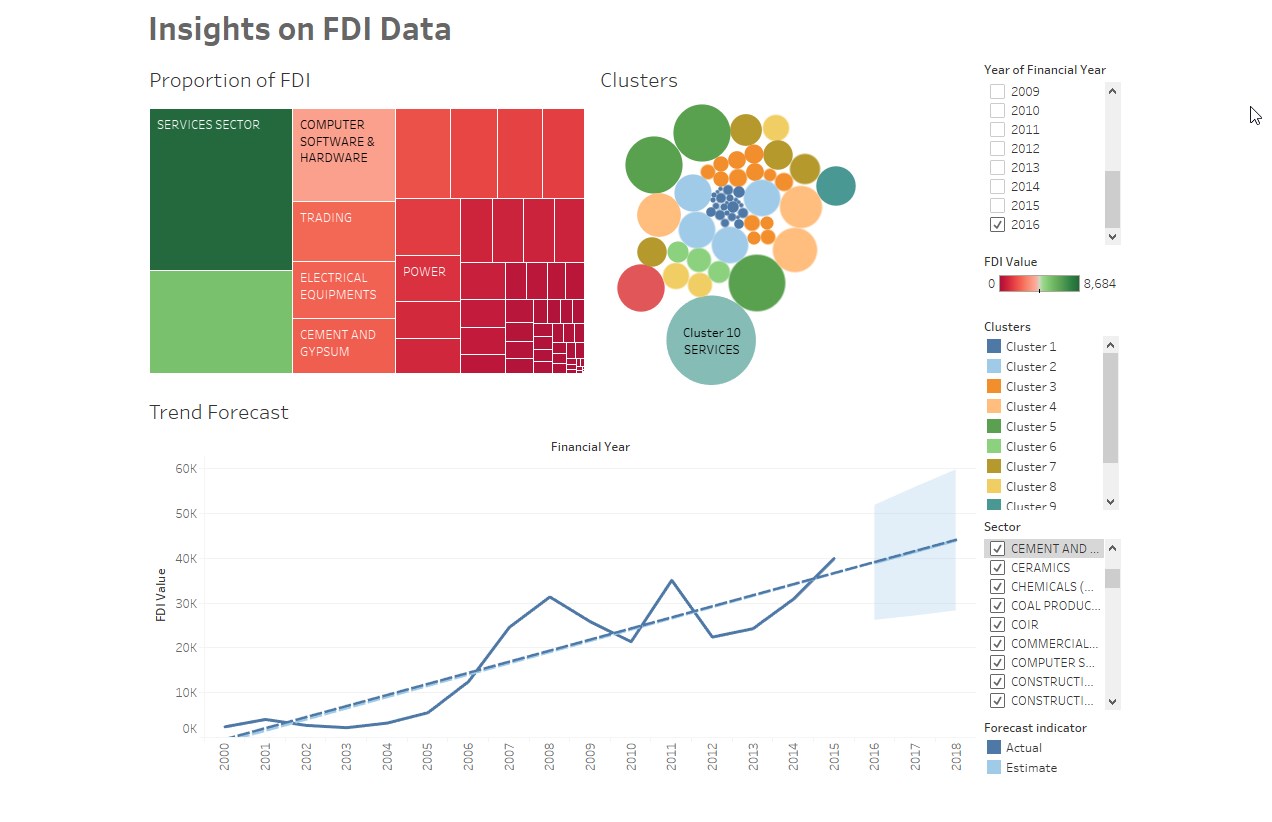 Insights on FDI Data
Proportion of FDI
SERVICES SECTOR
COMPUTER
SOFTWARE &
HARDWARE
TRADING
ELECTRICAL
EQUIPMENTS
CEMENT AND
GYPSUM
POWER
Clusters
Cluster 10
SERVICES
Trend Forecast
Financial Year
FDI Value
60K
50K
40K
30K
20K
10K
0K
2000
2001
2002
2003
2004
2005
2006
2007
2008
2009
2010
2011
2012
2013
2014
2015
2016
2017
2018
Year of Financial Year
2009
2010
2011
2012
2013
2014
2015
2016
FDI Value
0 8,684
Clusters
Cluster 1
Cluster 2
Cluster 3
Cluster 4
Cluster 5
Cluster 6
Cluster 7
Cluster 8
Cluster 9
Sector
CEMENT AND ...
CERAMICS
CHEMICALS (...
COAL PRODUC...
COIR
COMMERCIAL...
COMPUTER S...
CONSTRUCTI...
CONSTRUCTI...
Forecast indicator
Actual
Estimate